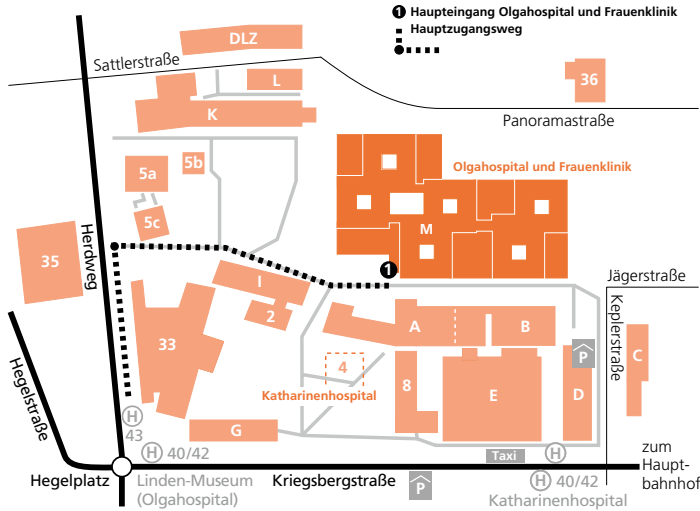 1 Haupteingang Olgahospital und Frauenklinik
Hauptzugangsweg
DLZ
Sattlerstraße
L
36
K
Panoramastraße
5b
5a
Olgahospital und Frauenklinik
5c
M
35
Herdweg
1
I
Jägerstraße
2
Keplerstraße
A
B
33
P
C
4
Hegelstraße
Katharinenhospital
8
E
D
H
43
G
H 40/42
Taxi
H
zum
Haupt-
bahnhof
Hegelplatz
Linden-Museum
(Olgahospital)
Kriegsbergstraße
P
H 40/42
Katharinenhospital